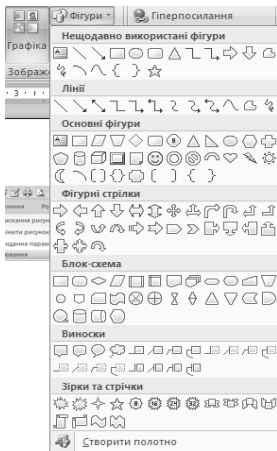 Фігури
Гіперпосилання
Графіка
Зображ
Нещодавно використані фігури
Лінії
Основні фігури
Фігурні стрілки
Блок-схема
Виноски
Зірки та стрічки
Створити полотно